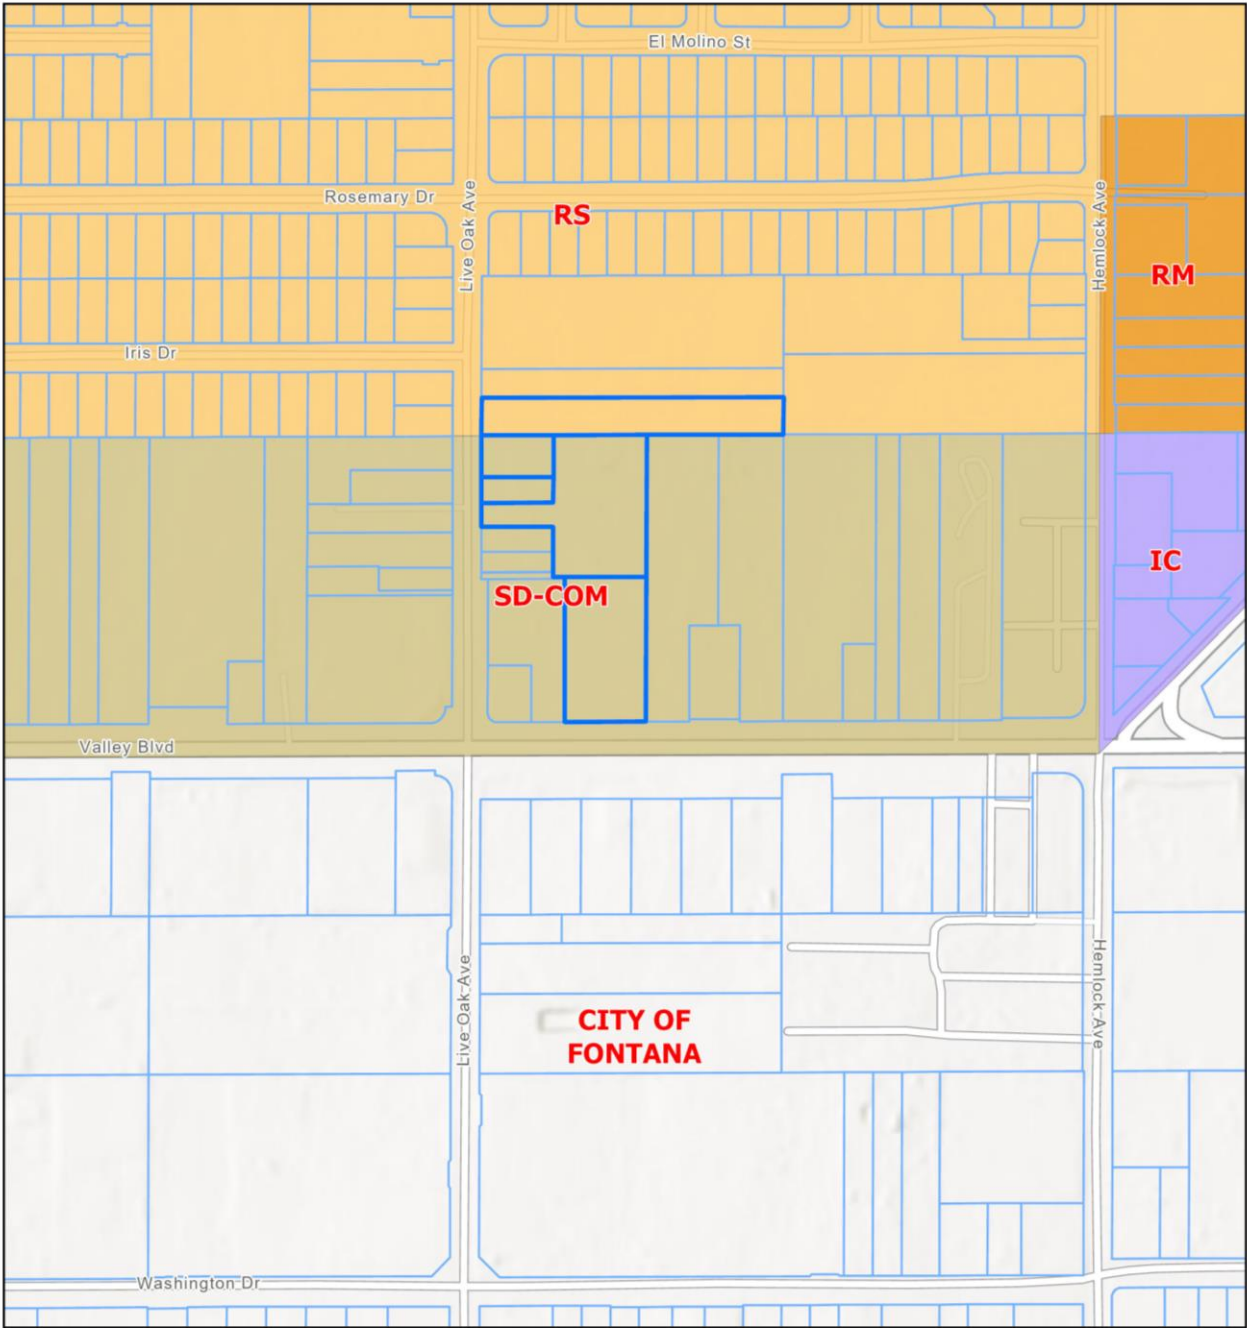 El Molino St
Rosemary Dr
Live Oak Ave
RS
Hemlock Ave
RM
Iris Dr
IC
SD-COM
Valley Blvd
Live Oak Ave
Hemlock Ave
CITY OF
FONTANA
Washington Dr